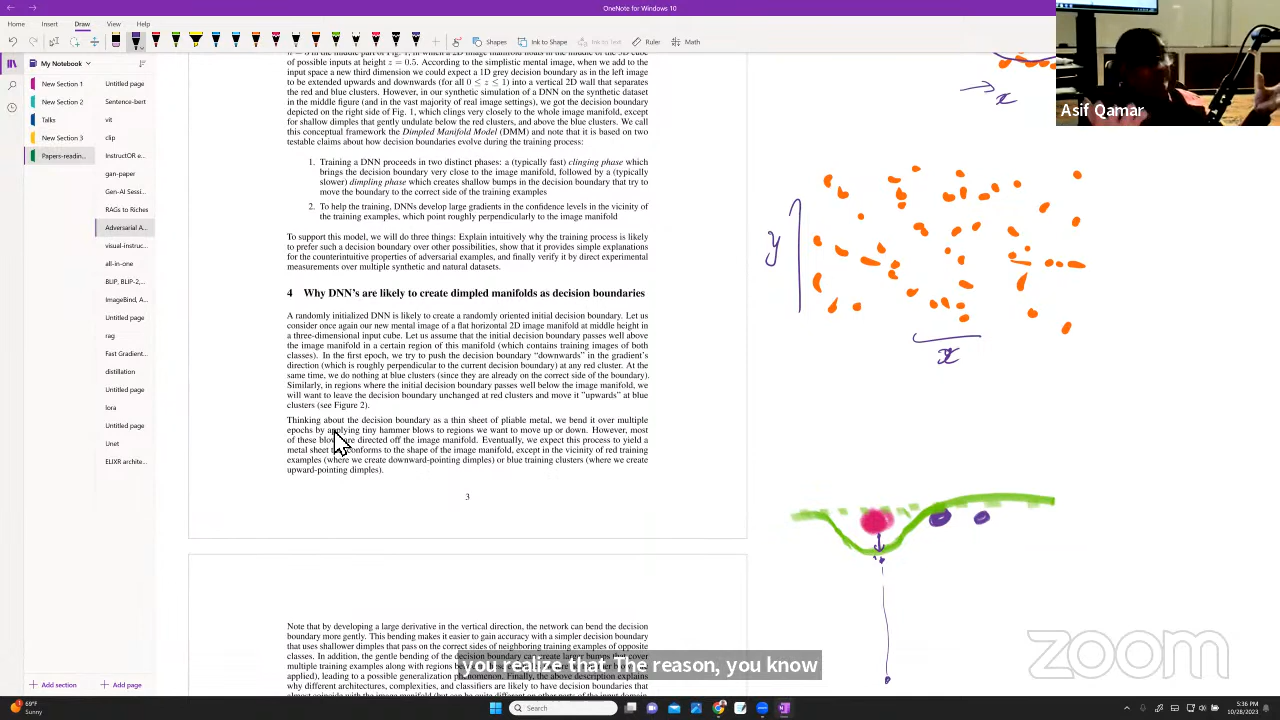 OneNote for Windows 10
Home Insert Draw View Help
Shapes Ink to Shape Ink to Text Ruler Math
My Notebook
New Section 1
New Section 2
Talks
New Section 3
Papers-readin...
Untitled page
Sentence-bert
vit
clip
InstructOR e...
gan-paper
Gen-AI Sessi...
RAGs to Riches
Adversarial A...
visual-instruc...
all-in-one
BLIP, BLIP-2,...
ImageBind, A...
Untitled page
rag
Fast Gradient...
distillation
Untitled page
lora
Untitled page
Unet
ELIXR archite...
Add section
Add page
of possible inputs at height z = 0.5. According to the simplistic mental image, when we add to the
input space a new third dimension we could expect a 1D grey decision boundary as in the left image
to be extended upwards and downwards (for all 0 ≤ z ≤ 1) into a vertical 2D wall that separates
the red and blue clusters. However, in our synthetic simulation of a DNN on the synthetic dataset
in the middle figure (and in the vast majority of real image settings), we got the decision boundary
depicted on the right side of Fig. 1, which clings very closely to the whole image manifold, except
for shallow dimples that gently undulate below the red clusters, and above the blue clusters. We call
this conceptual framework the Dimpled Manifold Model (DMM) and note that it is based on two
testable claims about how decision boundaries evolve during the training process:
1. Training a DNN proceeds in two distinct phases: a (typically fast) clinging phase which
brings the decision boundary very close to the image manifold, followed by a (typically
slower) dimpling phase which creates shallow bumps in the decision boundary that try to
move the boundary to the correct side of the training examples
2. To help the training, DNNs develop large gradients in the confidence levels in the vicinity of
the training examples, which point roughly perpendicularly to the image manifold
To support this model, we will do three things: Explain intuitively why the training process is likely
to prefer such a decision boundary over other possibilities, show that it provides simple explanations
for the counterintuitive properties of adversarial examples, and finally verify it by direct experimental
measurements over multiple synthetic and natural datasets.
4 Why DNN's are likely to create dimpled manifolds as decision boundaries
A randomly initialized DNN is likely to create a randomly oriented initial decision boundary. Let us
consider once again our new mental image of a flat horizontal 2D image manifold at middle height in
a three-dimensional input cube. Let us assume that the initial decision boundary passes well above
the image manifold in a certain region of this manifold (which contains training images of both
classes). In the first epoch, we try to push the decision boundary "downwards" in the gradient's
direction (which is roughly perpendicular to the current decision boundary) at any red cluster. At the
same time, we do nothing at blue clusters (since they are already on the correct side of the boundary).
Similarly, in regions where the initial decision boundary passes well below the image manifold, we
will want to leave the decision boundary unchanged at red clusters and move it "upwards" at blue
clusters (see Figure 2).
Thinking about the decision boundary as a thin sheet of pliable metal, we bend it over multiple
epochs by applying tiny hammer blows to regions we want to move up or down. However, most
of these blows are directed off the image manifold. Eventually, we expect this process to yield a
metal sheet conforms to the shape of the image manifold, except in the vicinity of red training
examples (where we create downward-pointing dimples) or blue training clusters (where we create
upward-pointing dimples).
3
Note that by developing a large derivative in the vertical direction, the network can bend the decision
boundary more gently. This bending makes it easier to gain accuracy with a simpler decision boundary
that uses shallower dimples that pass on the correct sides of neighboring training examples of opposite
classes. In addition, the gentle bending of the decision boundary can create larger bumps that cover
multiple training examples along with regions
applied), leading to a possible generalization phenomenon. Finally, the above description explains
why different architectures, complexities, and classifiers are likely to have decision boundaries that
x
y
x
Asif Qamar
you realize that The reason, you know
zoom
69°F
Sunny
Search
5:36 PM
10/28/2023